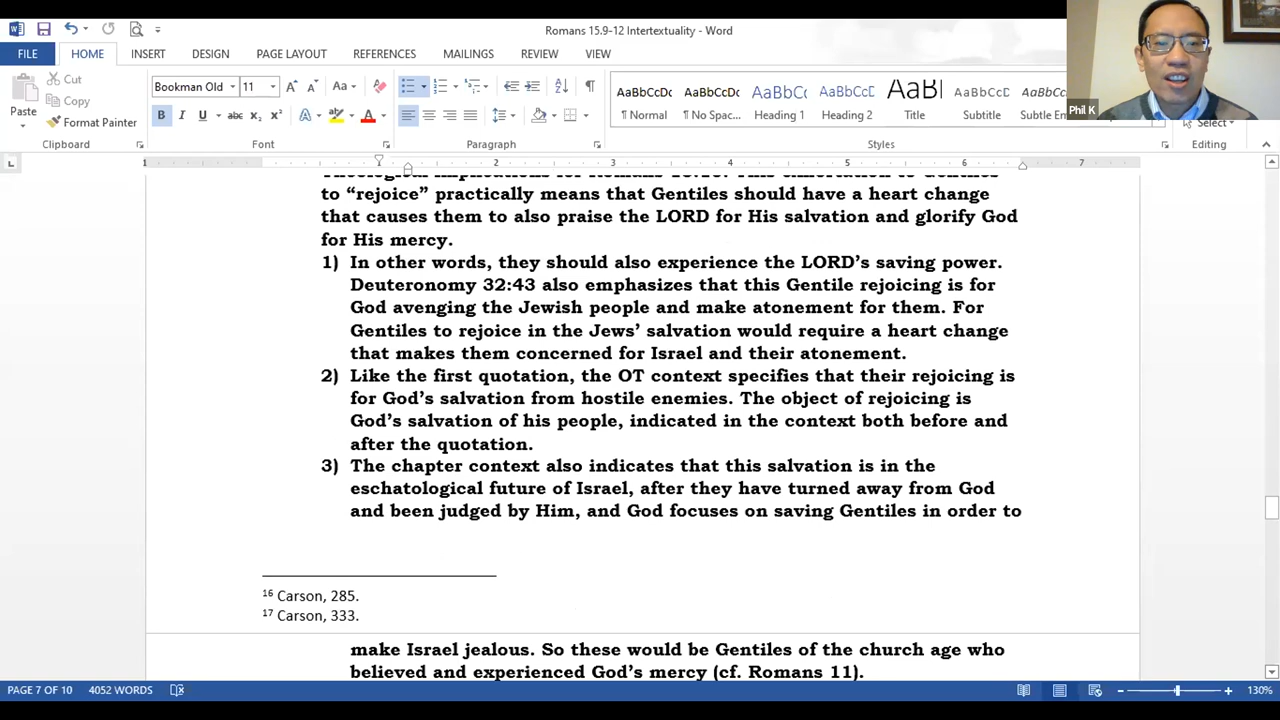 Romans 15.9-12 Intertextuality - Word
FILE HOME INSERT DESIGN PAGE LAYOUT REFERENCES MAILINGS REVIEW VIEW
Paste
Cut
Copy
Format Painter
Clipboard
Bookman Old 11
Font
Paragraph
AaBbCcDc AaBbCcDc AaBbC AaBbCcD AaBl AaBbCcD
¶ Normal ¶ No Spac... Heading 1 Heading 2 Title Subtitle
Styles
Select
Editing
Phil K
1 1 2 3 4 5 6 7
to “rejoice” practically means that Gentiles should have a heart change
that causes them to also praise the LORD for His salvation and glorify God
for His mercy.
1) In other words, they should also experience the LORD’s saving power.
Deuteronomy 32:43 also emphasizes that this Gentile rejoicing is for
God avenging the Jewish people and make atonement for them. For
Gentiles to rejoice in the Jews’ salvation would require a heart change
that makes them concerned for Israel and their atonement.
2) Like the first quotation, the OT context specifies that their rejoicing is
for God’s salvation from hostile enemies. The object of rejoicing is
God’s salvation of his people, indicated in the context both before and
after the quotation.
3) The chapter context also indicates that this salvation is in the
eschatological future of Israel, after they have turned away from God
and been judged by Him, and God focuses on saving Gentiles in order to
16 Carson, 285.
17 Carson, 333.
make Israel jealous. So these would be Gentiles of the church age who
believed and experienced God’s mercy (cf. Romans 11).
PAGE 7 OF 10 4052 WORDS 130%